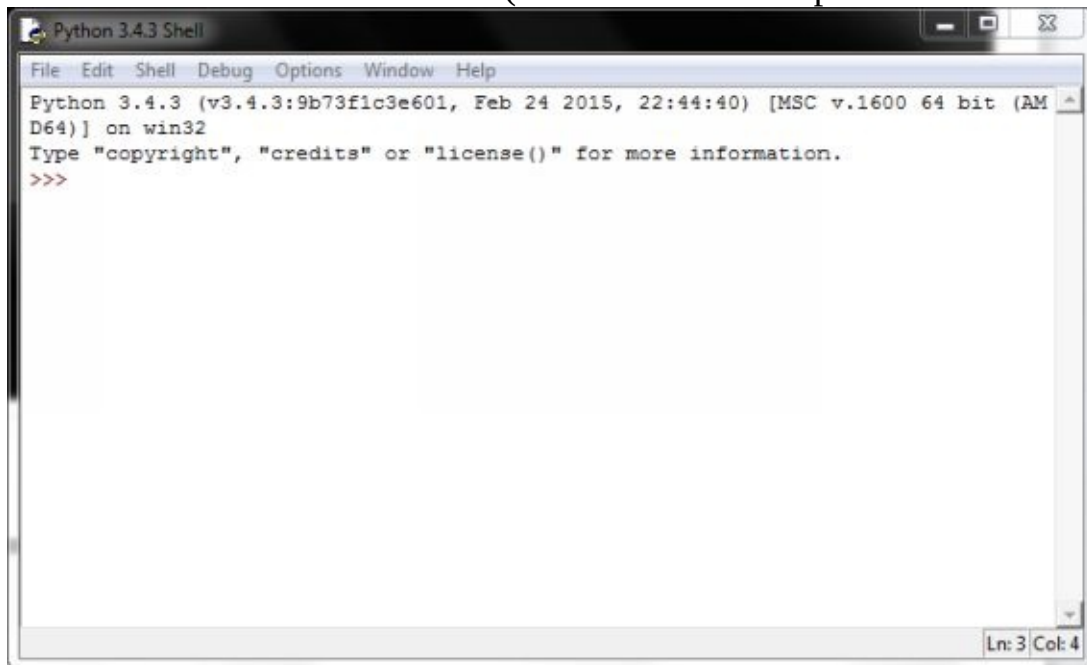 Python 3.4.3 Shell
File Edit Shell Debug Options Window Help
Python 3.4.3 (v3.4.3:9b73f1c3e601, Feb 24 2015, 22:44:40) [MSC v.1600 64 bit (AM
D64)] on win32
Type "copyright", "credits" or "license()" for more information.
>>>
Ln: 3 Col: 4